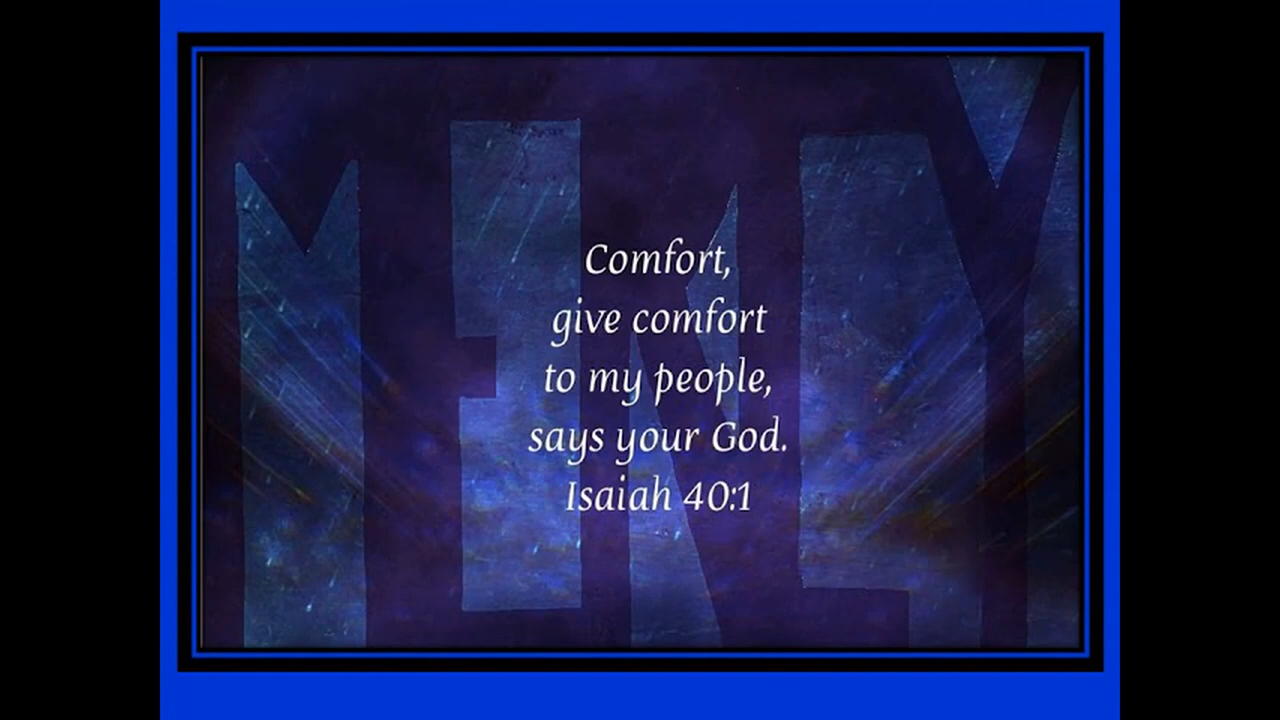 Comfort,
give comfort
to my people,
says your God.
Isaiah 40:1